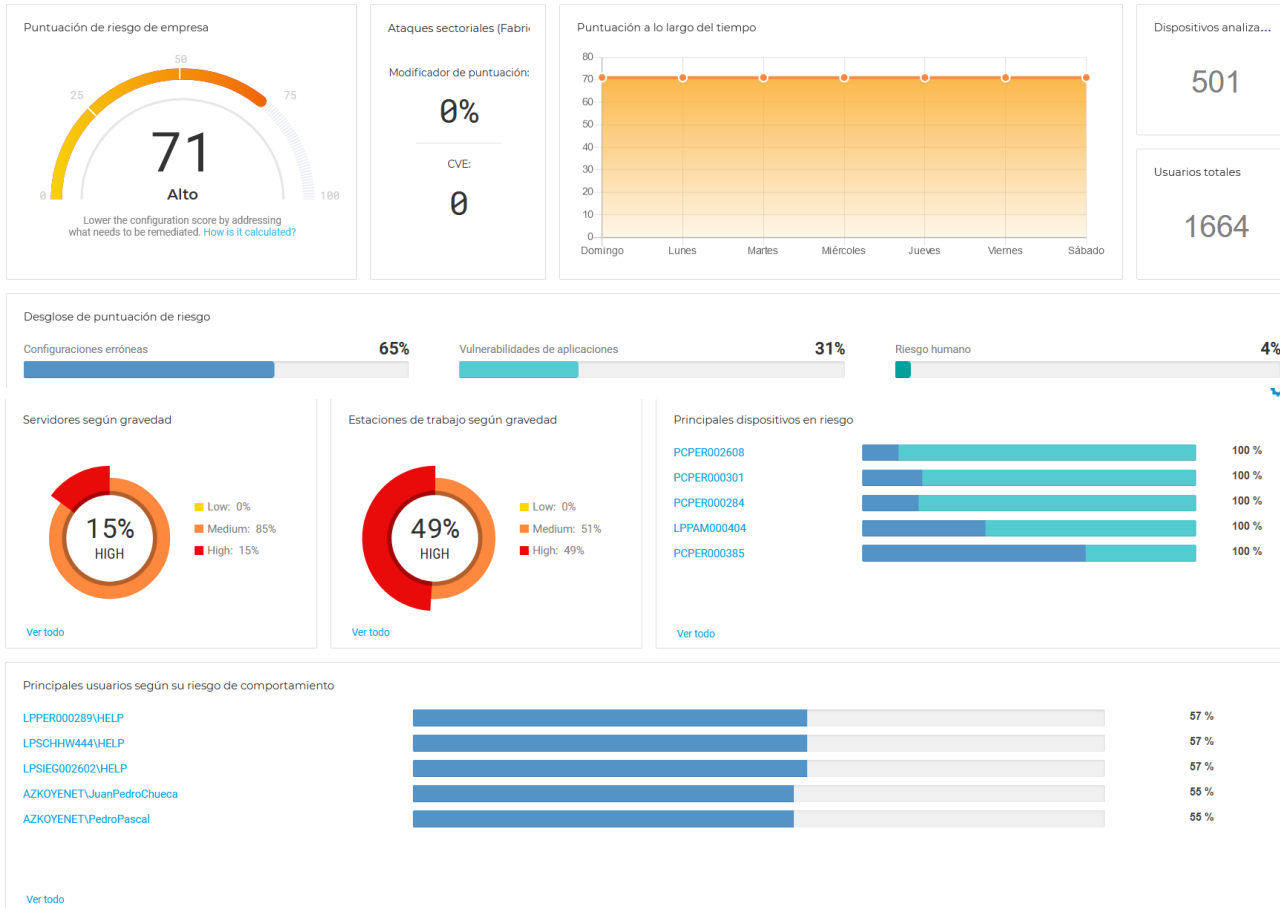 Puntuación de riesgo de empresa
50
25
75
0
100
71
Alto
Lower the configuration score by addressing
what needs to be remediated. How is it calculated?
Ataques sectoriales (Fabri
Modificador de puntuación:
0%
CVE:
0
Puntuación a lo largo del tiempo
80
70
60
50
40
30
20
10
0
Domingo Lunes Martes Miércoles Jueves Viernes Sábado
Dispositivos analiza...
501
Usuarios totales
1664
Desglose de puntuación de riesgo
Configuraciones erróneas 65%
Vulnerabilidades de aplicaciones 31%
Riesgo humano 4%
Servidores según gravedad
15%
HIGH
Low: 0%
Medium: 85%
High: 15%
Ver todo
Estaciones de trabajo según gravedad
49%
HIGH
Low: 0%
Medium: 51%
High: 49%
Ver todo
Principales dispositivos en riesgo
PCPER002608 100 %
PCPER000301 100 %
PCPER000284 100 %
LPPAM000404 100 %
PCPER000385 100 %
Ver todo
Principales usuarios según su riesgo de comportamiento
LPPER000289\HELP 57 %
LPSCHHW444\HELP 57 %
LPSIEG002602\HELP 57 %
AZKOYENET\JuanPedroChueca 55 %
AZKOYENET\PedroPascal 55 %
Ver todo